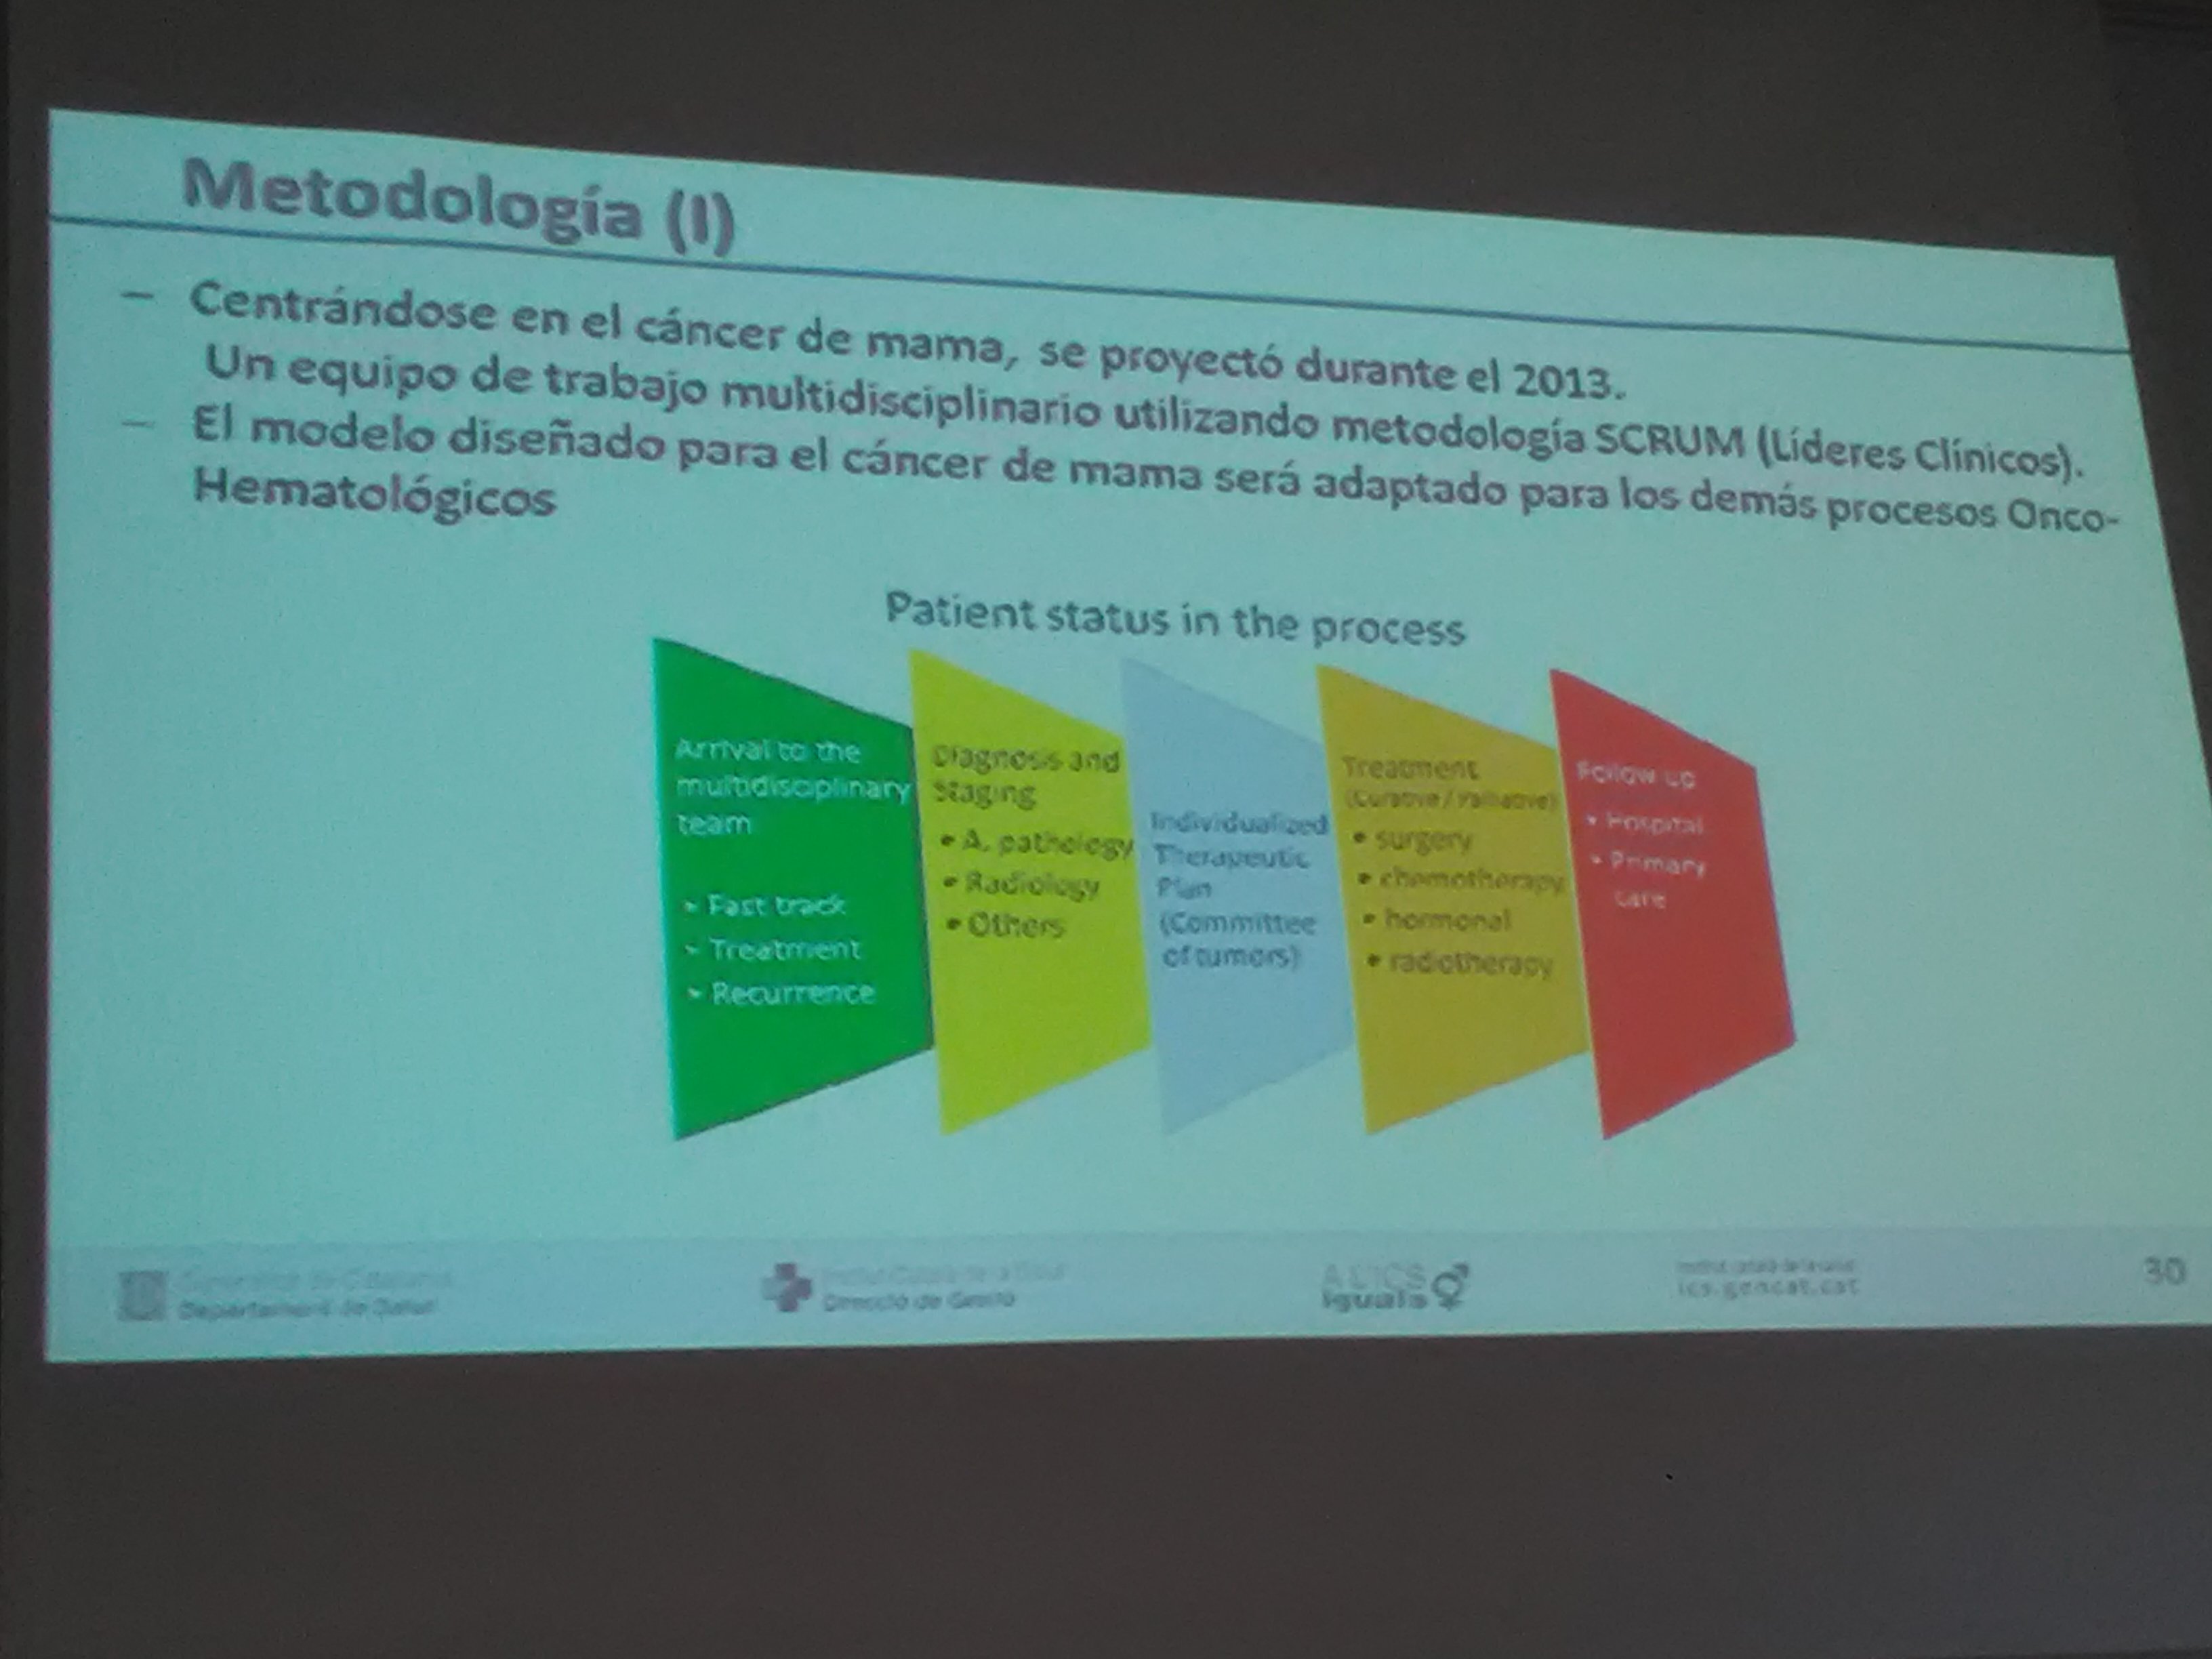 Metodología (I)
– Centrándose en el cáncer de mama, se proyectó durante el 2013.
Un equipo de trabajo multidisciplinario utilizando metodología SCRUM (Líderes Clínicos).
– El modelo diseñado para el cáncer de mama será adaptado para los demás procesos Onco-
Hematológicos
Patient status in the process
Arrival to the
multidisciplinary
team
• Fast track
• Treatment
• Recurrence
Diagnosis and
Staging
• A. pathology
• Radiology
• Others
Individualized
Therapeutic
Plan
(Committee
of tumors)
Treatment
(Curative / Palliative)
• surgery
• chemotherapy
• hormonal
• radiotherapy
Follow up
• Hospital
• Primary
care
Generalitat de Catalunya
Departament de Salut
Institut Català de la Salut
Direcció de Gestió
A L'ICS
iguals
Institut Català de la Salut
ics.gencat.cat
30